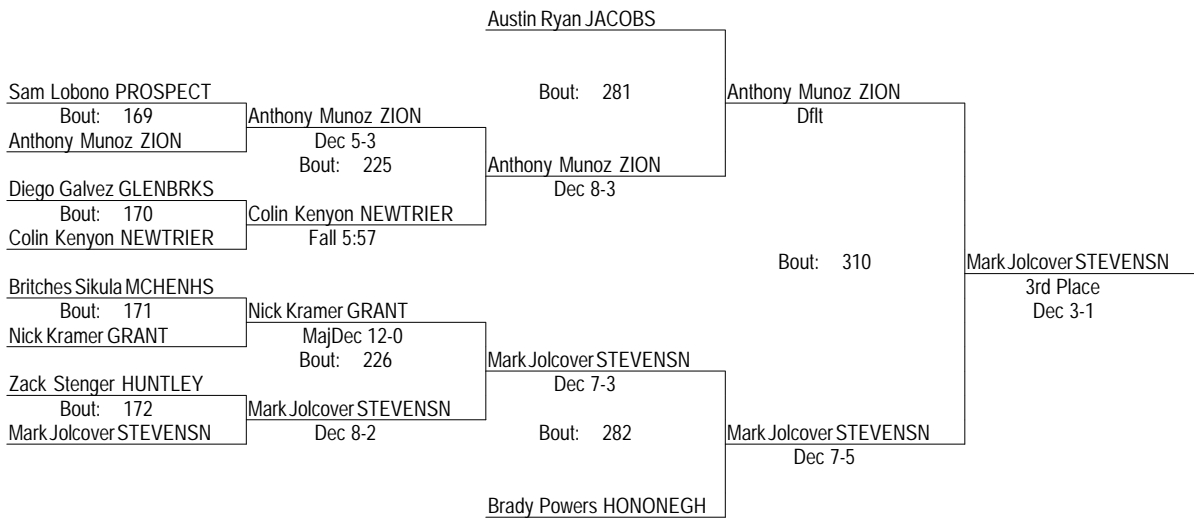 Austin Ryan JACOBS
Sam Lobono PROSPECT
Bout: 281
Anthony Munoz ZION
Bout: 169
Anthony Munoz ZION
Dflt
Anthony Munoz ZION
Dec 5-3
Bout: 225
Anthony Munoz ZION
Diego Galvez GLENBRKS
Dec 8-3
Bout: 170
Colin Kenyon NEWTRIER
Colin Kenyon NEWTRIER
Fall 5:57
Bout: 310
Mark Jolcover STEVENSN
Britches Sikula MCHENHS
3rd Place
Bout: 171
Nick Kramer GRANT
Dec 3-1
Nick Kramer GRANT
MajDec 12-0
Bout: 226
Mark Jolcover STEVENSN
Zack Stenger HUNTLEY
Dec 7-3
Bout: 172
Mark Jolcover STEVENSN
Mark Jolcover STEVENSN
Dec 8-2
Bout: 282
Mark Jolcover STEVENSN
Dec 7-5
Brady Powers HONONEGH